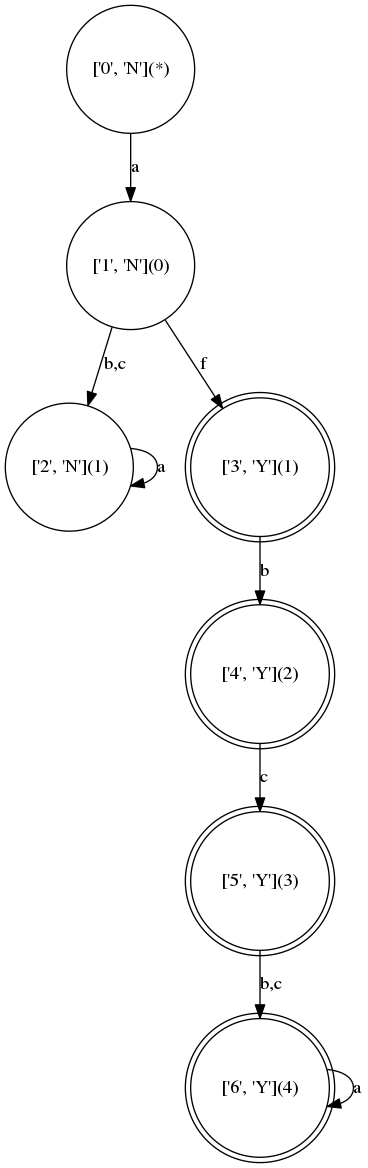 ['0', 'N'](*)
a
['1', 'N'](0)
b,c
f
['2', 'N'](1)
a
['3', 'Y'](1)
b
['4', 'Y'](2)
c
['5', 'Y'](3)
b,c
['6', 'Y'](4)
a